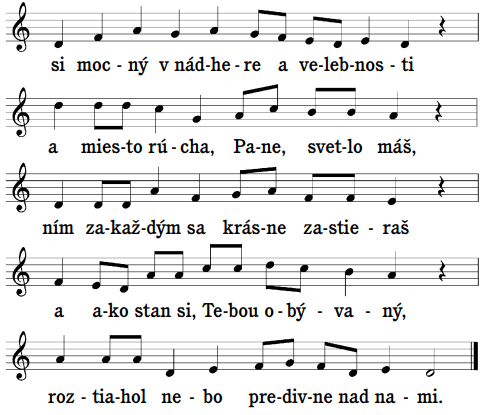 si moc - ný v nád-he - re a ve-leb-nos - ti
a mies-to rú - cha, Pa-ne, svet-lo máš,
ním za-kaž-dým sa krás-ne za-stie - raš
a a-ko stan si, Te-bou o-bý - va - ný,
roz - tia-hol ne - bo pre-div-ne nad na - mi.